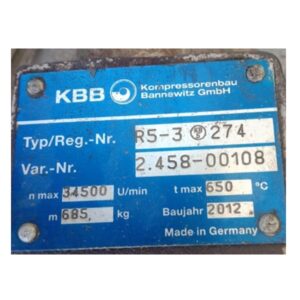 KBB Kompressorenbau
Bannewitz GmbH
Typ/Reg.-Nr. R5-3 274
Var.-Nr. 2.458-00108
n max 34500 U/min t max 650 °C
m 685, kg Baujahr 2012.
Made in Germany